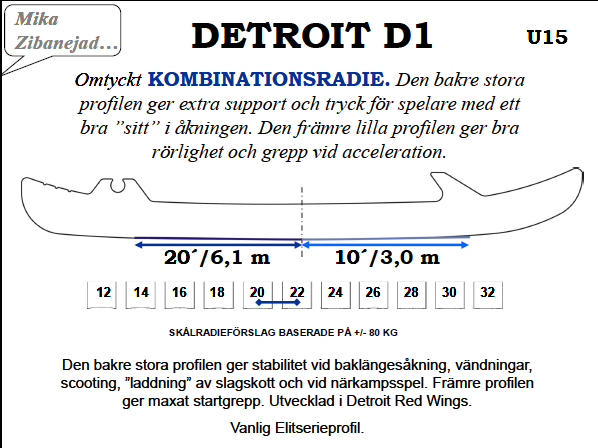 Mika
Zibanejad…
DETROIT D1
U15
Omtyckt KOMBINATIONSRADIE. Den bakre stora
profilen ger extra support och tryck för spelare med ett
bra ”sitt” i åkningen. Den främre lilla profilen ger bra
rörlighet och grepp vid acceleration.
20´/6,1 m 10´/3,0 m
12 14 16 18 20 22 24 26 28 30 32
SKÅLRADIEFÖRSLAG BASERADE PÅ +/- 80 KG
Den bakre stora profilen ger stabilitet vid baklängesåkning, vändningar,
scooting, ”laddning” av slagskott och vid närkampsspel. Främre profilen
ger maxat startgrepp. Utvecklad i Detroit Red Wings.
Vanlig Elitserieprofil.